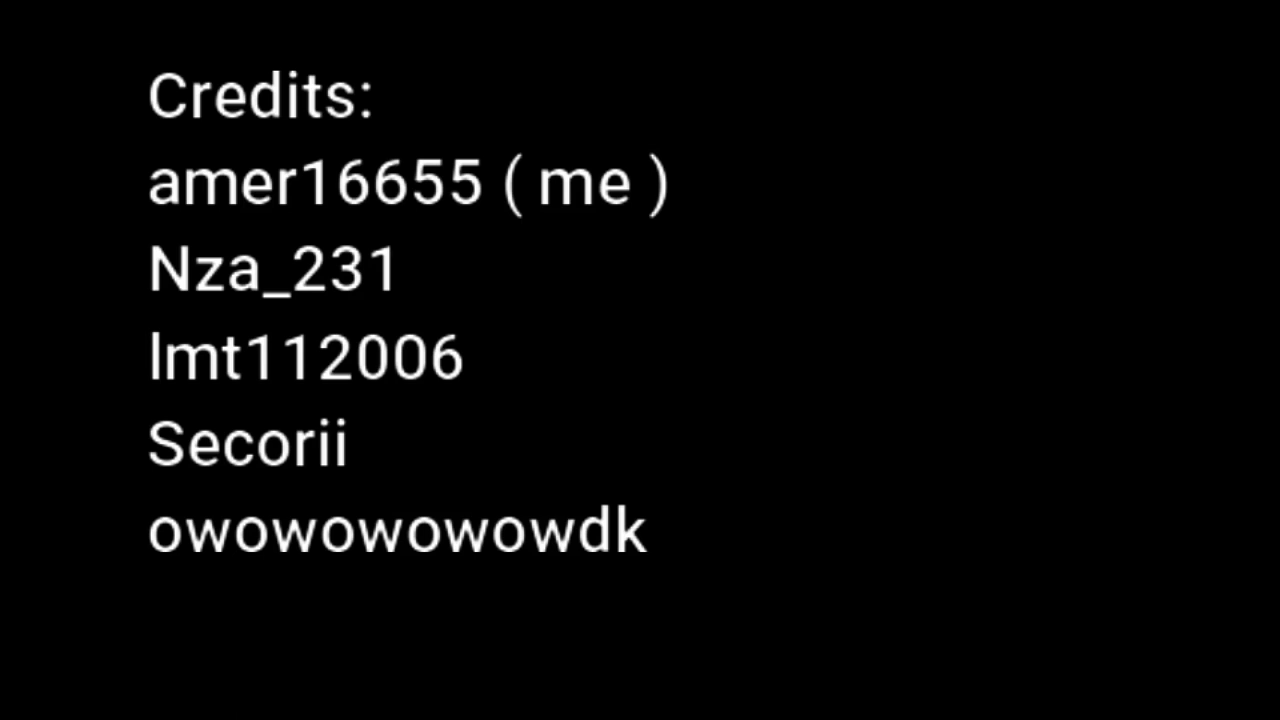 Credits:
amer16655 ( me )
Nza_231
lmt112006
Secorii
owowowowowdk